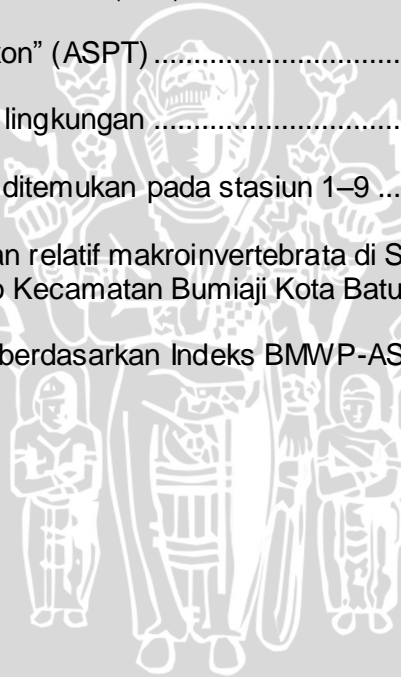 on” (ASPT) ....................................
lingkungan ....................................
ditemukan pada stasiun 1–9 ...
an relatif makroinvertebrata di S
o Kecamatan Bumiaji Kota Batu
berdasarkan Indeks BMWP-AS